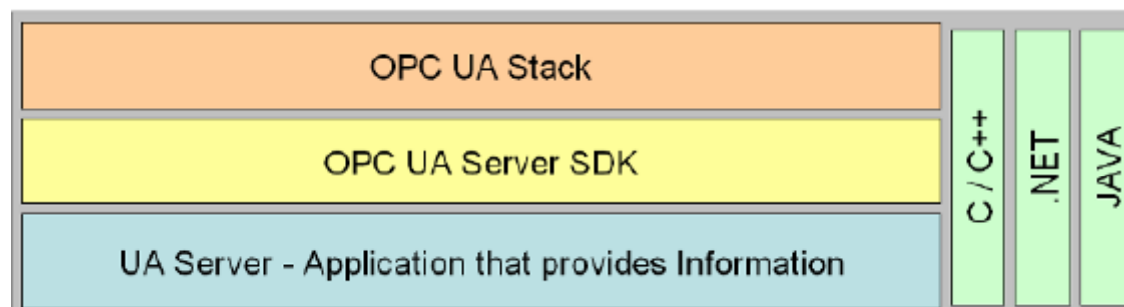 OPC UA Stack
OPC UA Server SDK
UA Server - Application that provides Information
C / C++
.NET
JAVA